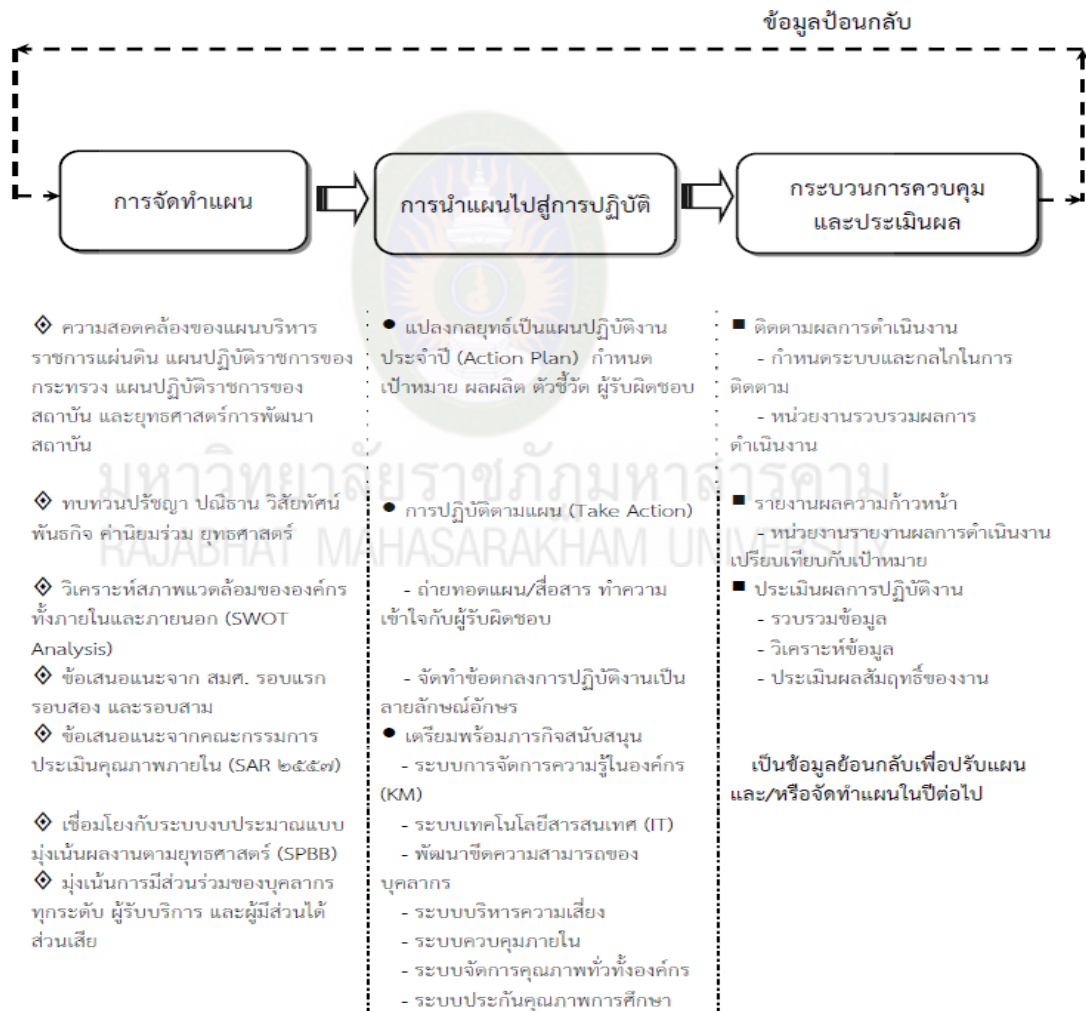 ข้อมูลป้อนกลับ
การจัดทำแผน
การนำแผนไปสู่การปฏิบัติ
กระบวนการควบคุม
และประเมินผล
ความสอดคล้องของแผนบริหาร
ราชการแผ่นดิน แผนปฏิบัติราชการของ
กระทรวง แผนปฏิบัติราชการของ
สถาบัน และยุทธศาสตร์การพัฒนา
สถาบัน
ทบทวนปรัชญา ปณิธาน วิสัยทัศน์
พันธกิจ ค่านิยมร่วม ยุทธศาสตร์
วิเคราะห์สภาพแวดล้อมขององค์กร
ทั้งภายในและภายนอก (SWOT
Analysis)
ข้อเสนอแนะจาก สมศ. รอบแรก
รอบสอง และรอบสาม
ข้อเสนอแนะจากคณะกรรมการ
ประเมินคุณภาพภายใน (SAR ๒๕๕๗)
เชื่อมโยงกับระบบงบประมาณแบบ
มุ่งเน้นผลงานตามยุทธศาสตร์ (SPBB)
มุ่งเน้นการมีส่วนร่วมของบุคลากร
ทุกระดับ ผู้รับบริการ และผู้มีส่วนได้
ส่วนเสีย
● แปลงกลยุทธ์เป็นแผนปฏิบัติงาน
ประจำปี (Action Plan) กำหนด
เป้าหมาย ผลผลิต ตัวชี้วัด ผู้รับผิดชอบ
● การปฏิบัติตามแผน (Take Action)
- ถ่ายทอดแผน/สื่อสาร ทำความ
เข้าใจกับผู้รับผิดชอบ
- จัดทำข้อตกลงการปฏิบัติงานเป็น
ลายลักษณ์อักษร
● เตรียมพร้อมภารกิจสนับสนุน
- ระบบการจัดการความรู้ในองค์กร
(KM)
- ระบบเทคโนโลยีสารสนเทศ (IT)
- พัฒนาขีดความสามารถของ
บุคลากร
- ระบบบริหารความเสี่ยง
- ระบบควบคุมภายใน
- ระบบจัดการคุณภาพทั่วทั้งองค์กร
- ระบบประกันคุณภาพการศึกษา
■ ติดตามผลการดำเนินงาน
- กำหนดระบบและกลไกในการ
ติดตาม
- หน่วยงานรวบรวมผลการ
ดำเนินงาน
■ รายงานผลความก้าวหน้า
- หน่วยงานรายงานผลการดำเนินงาน
เปรียบเทียบกับเป้าหมาย
■ ประเมินผลการปฏิบัติงาน
- รวบรวมข้อมูล
- วิเคราะห์ข้อมูล
- ประเมินผลสัมฤทธิ์ของงาน
เป็นข้อมูลย้อนกลับเพื่อปรับแผน
และ/หรือจัดทำแผนในปีต่อไป
มหาวิทยาลัยราชภัฏมหาสารคาม
RAJABHAT MAHASARAKHAM UNIVERSITY